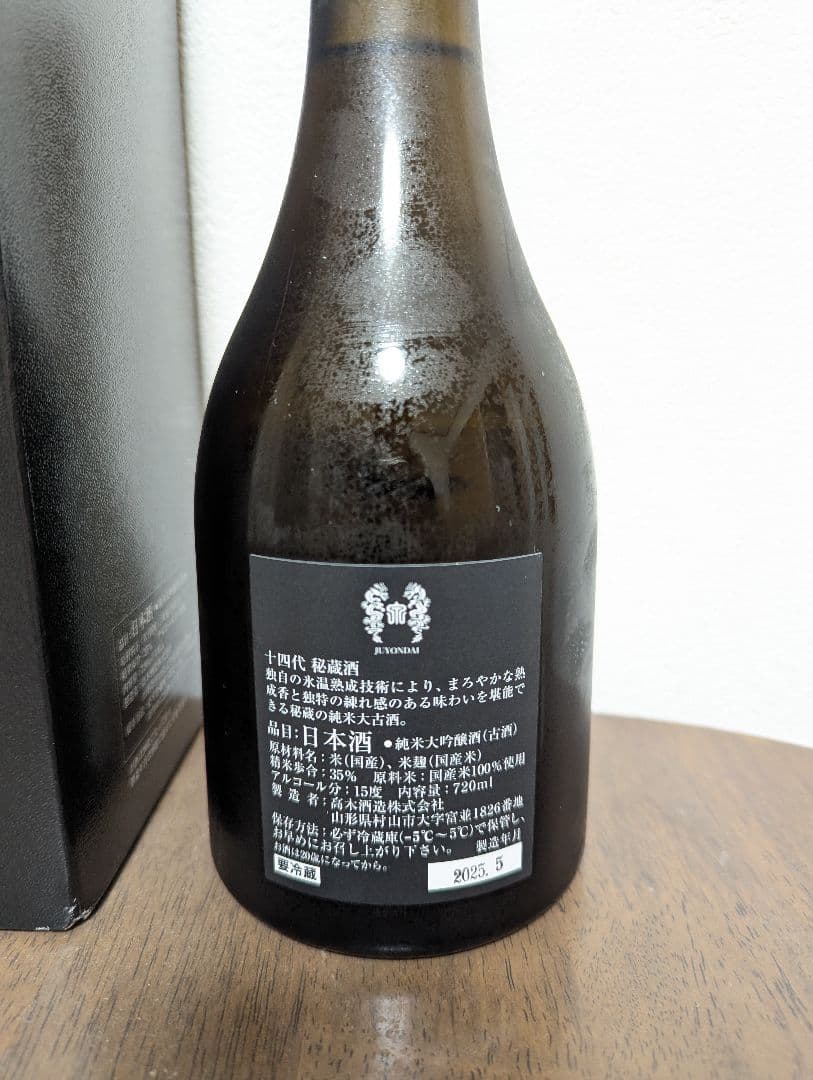 JUYONDAI
十四代 秘蔵酒
独自の氷温熟成技術により、まろやかな熟
成香と独特の練れ感のある味わいを堪能で
きる秘蔵の純米大古酒。
品目:日本酒 ●純米大吟醸酒(古酒)
原材料名:米(国産)、米麹(国産米)
精米歩合:35% 原料米:国産米100%使用
アルコール分:15度 内容量:720ml
製造者:高木酒造株式会社
山形県村山市大字富並1826番地
保存方法:必ず冷蔵庫(-5℃〜5℃)で保管し、
お早めにお召し上がり下さい。 製造年月
お酒は20歳になってから。
要冷蔵 2025. 5
日本酒